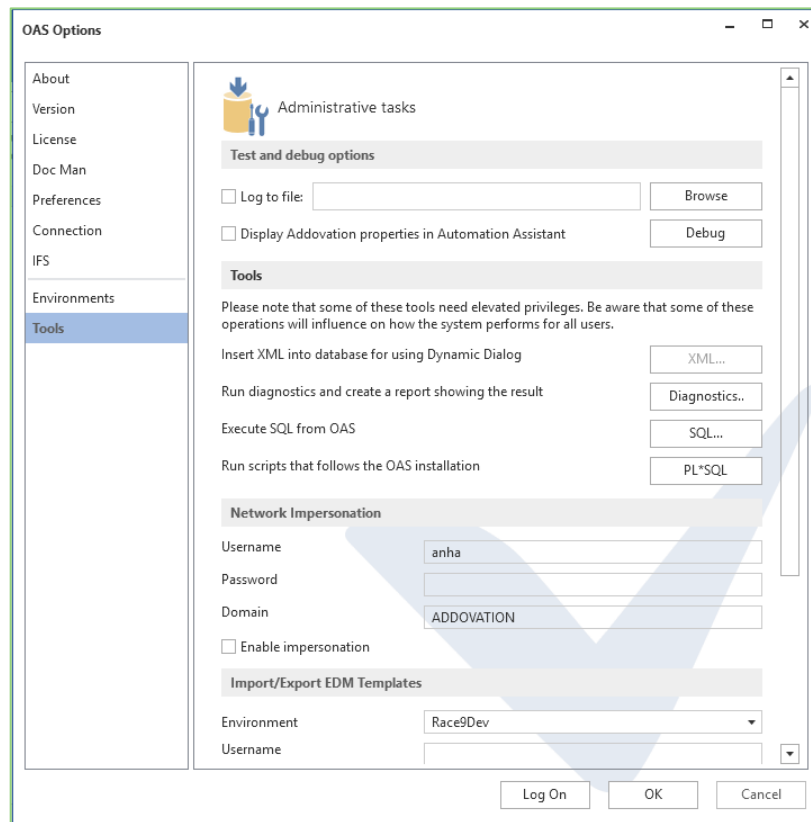 OAS Options
About
Version
License
Doc Man
Preferences
Connection
IFS
Environments
Tools
Administrative tasks
Test and debug options
Log to file:
Browse
Display Addovation properties in Automation Assistant
Debug
Tools
Please note that some of these tools need elevated privileges. Be aware that some of these
operations will influence on how the system performs for all users.
Insert XML into database for using Dynamic Dialog
XML...
Run diagnostics and create a report showing the result
Diagnostics..
Execute SQL from OAS
SQL...
Run scripts that follows the OAS installation
PL*SQL
Network Impersonation
Username
anha
Password
Domain
ADDOVATION
Enable impersonation
Import/Export EDM Templates
Environment
Race9Dev
Username
Log On
OK
Cancel